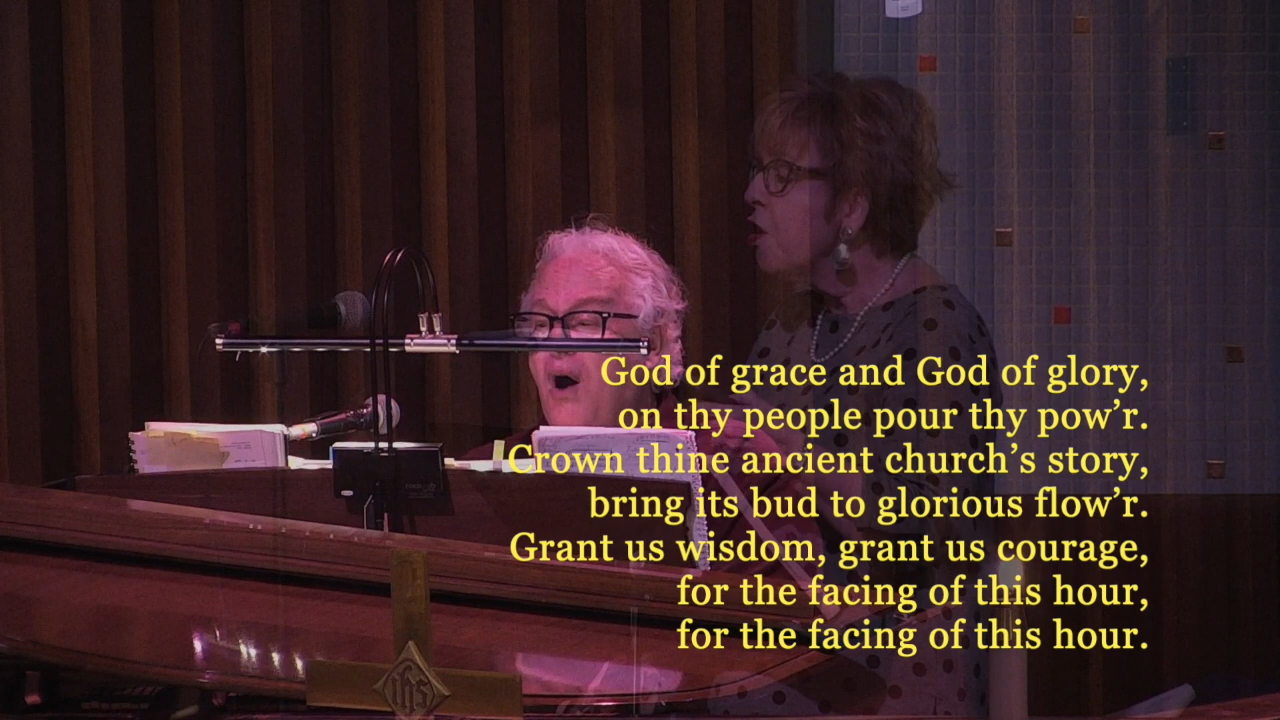 God of grace and God of glory,
on thy people pour thy pow’r.
Crown thine ancient church’s story,
bring its bud to glorious flow’r.
Grant us wisdom, grant us courage,
for the facing of this hour,
for the facing of this hour.
ihs